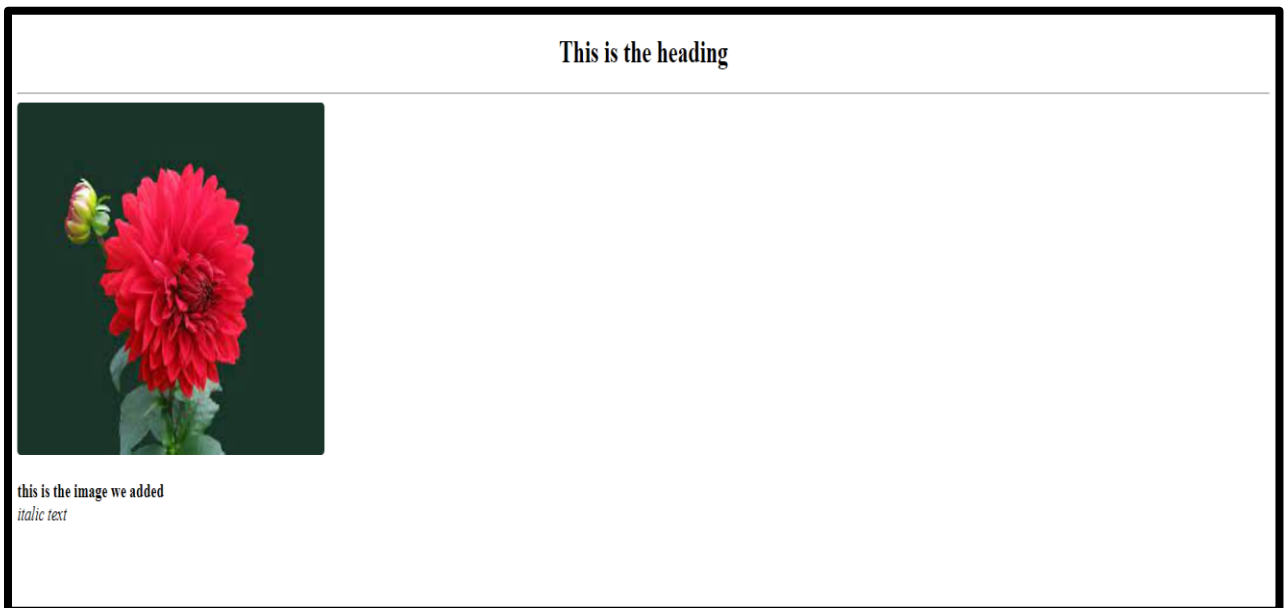 This is the heading
this is the image we added
italic text